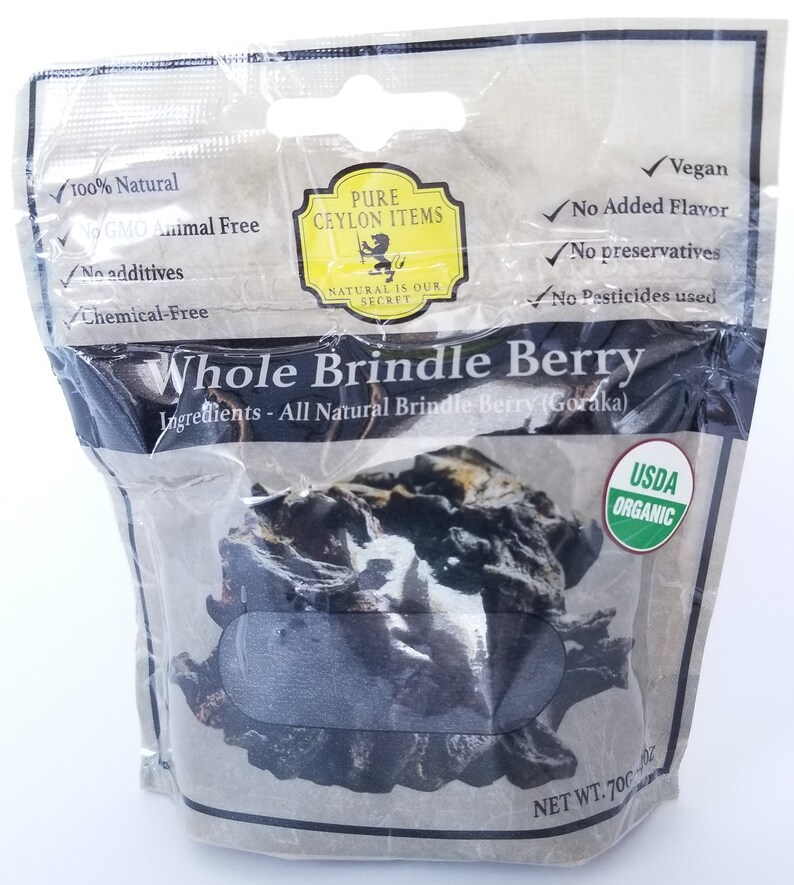 100% Natural
No GMO Animal Free
No additives
Chemical-Free
PURE
CEYLON ITEMS
NATURAL IS OUR
SECRET
Vegan
No Added Flavor
No preservatives
No Pesticides used
Whole Brindle Berry
Ingredients - All Natural Brindle Berry (Goraka)
USDA
ORGANIC
NET WT. 70G